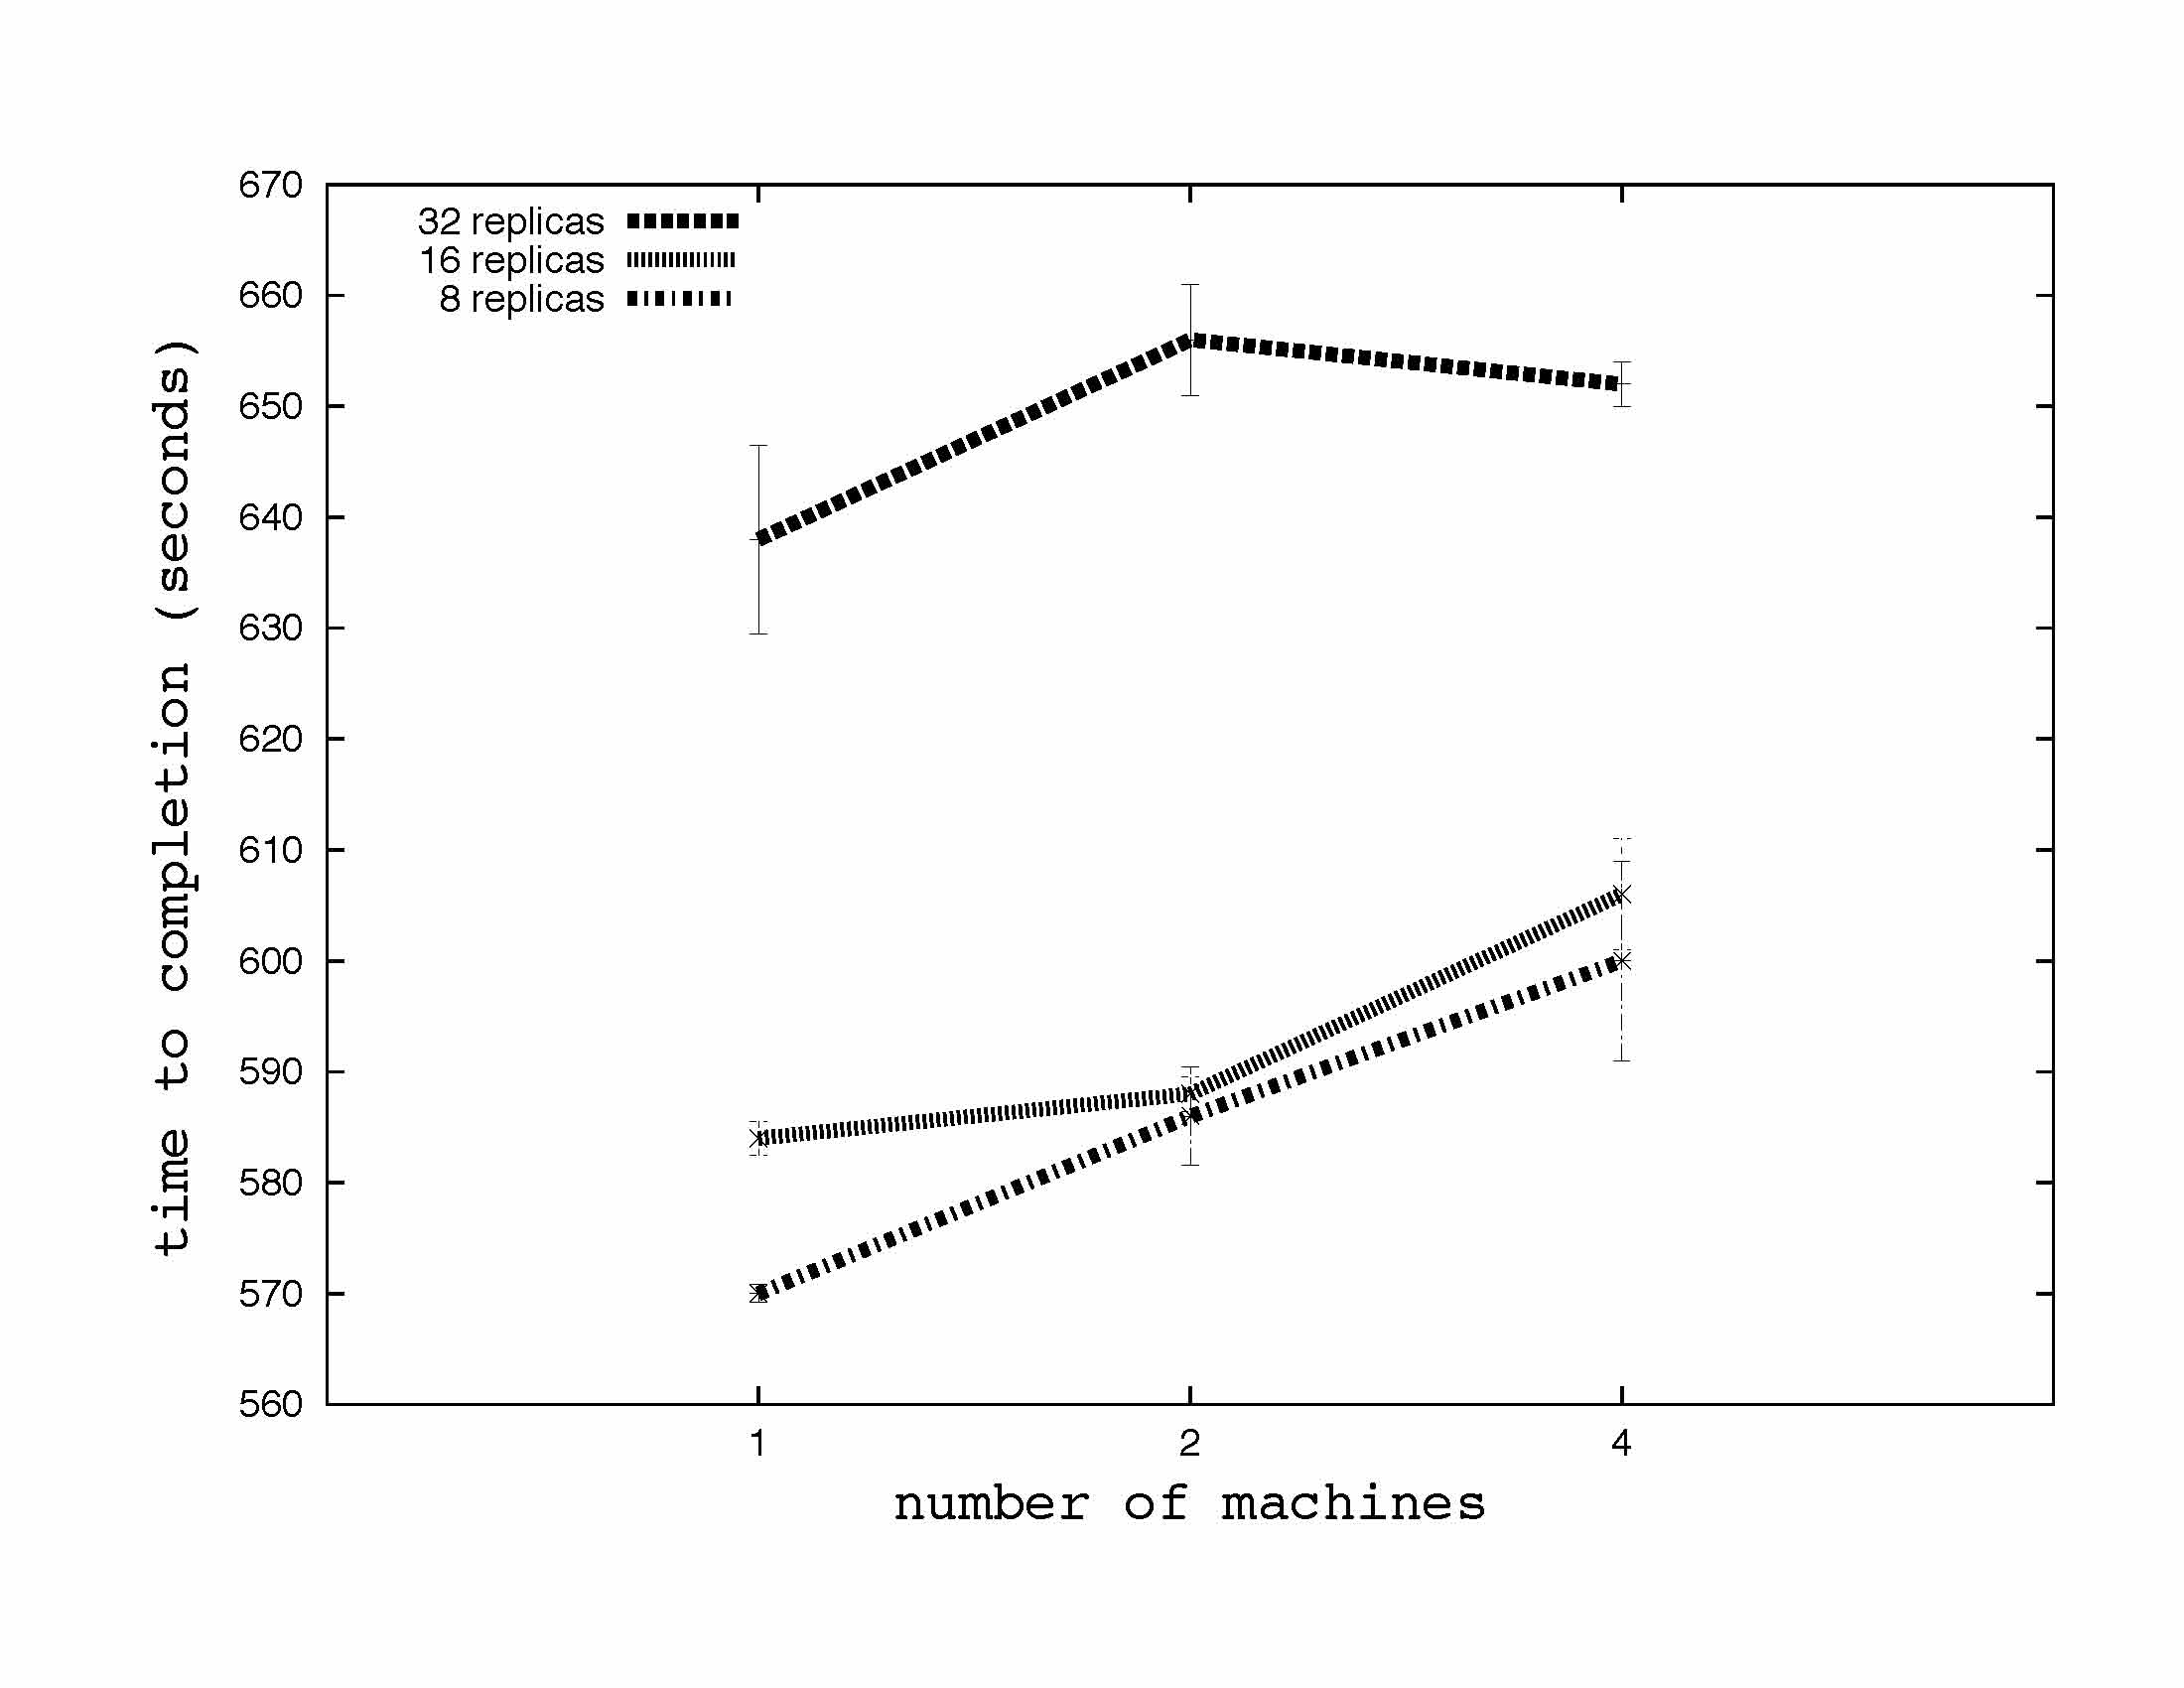 670
660
650
640
630
620
610
600
590
580
570
560
32 replicas
16 replicas
8 replicas
time to completion (seconds)
1 2 4
number of machines